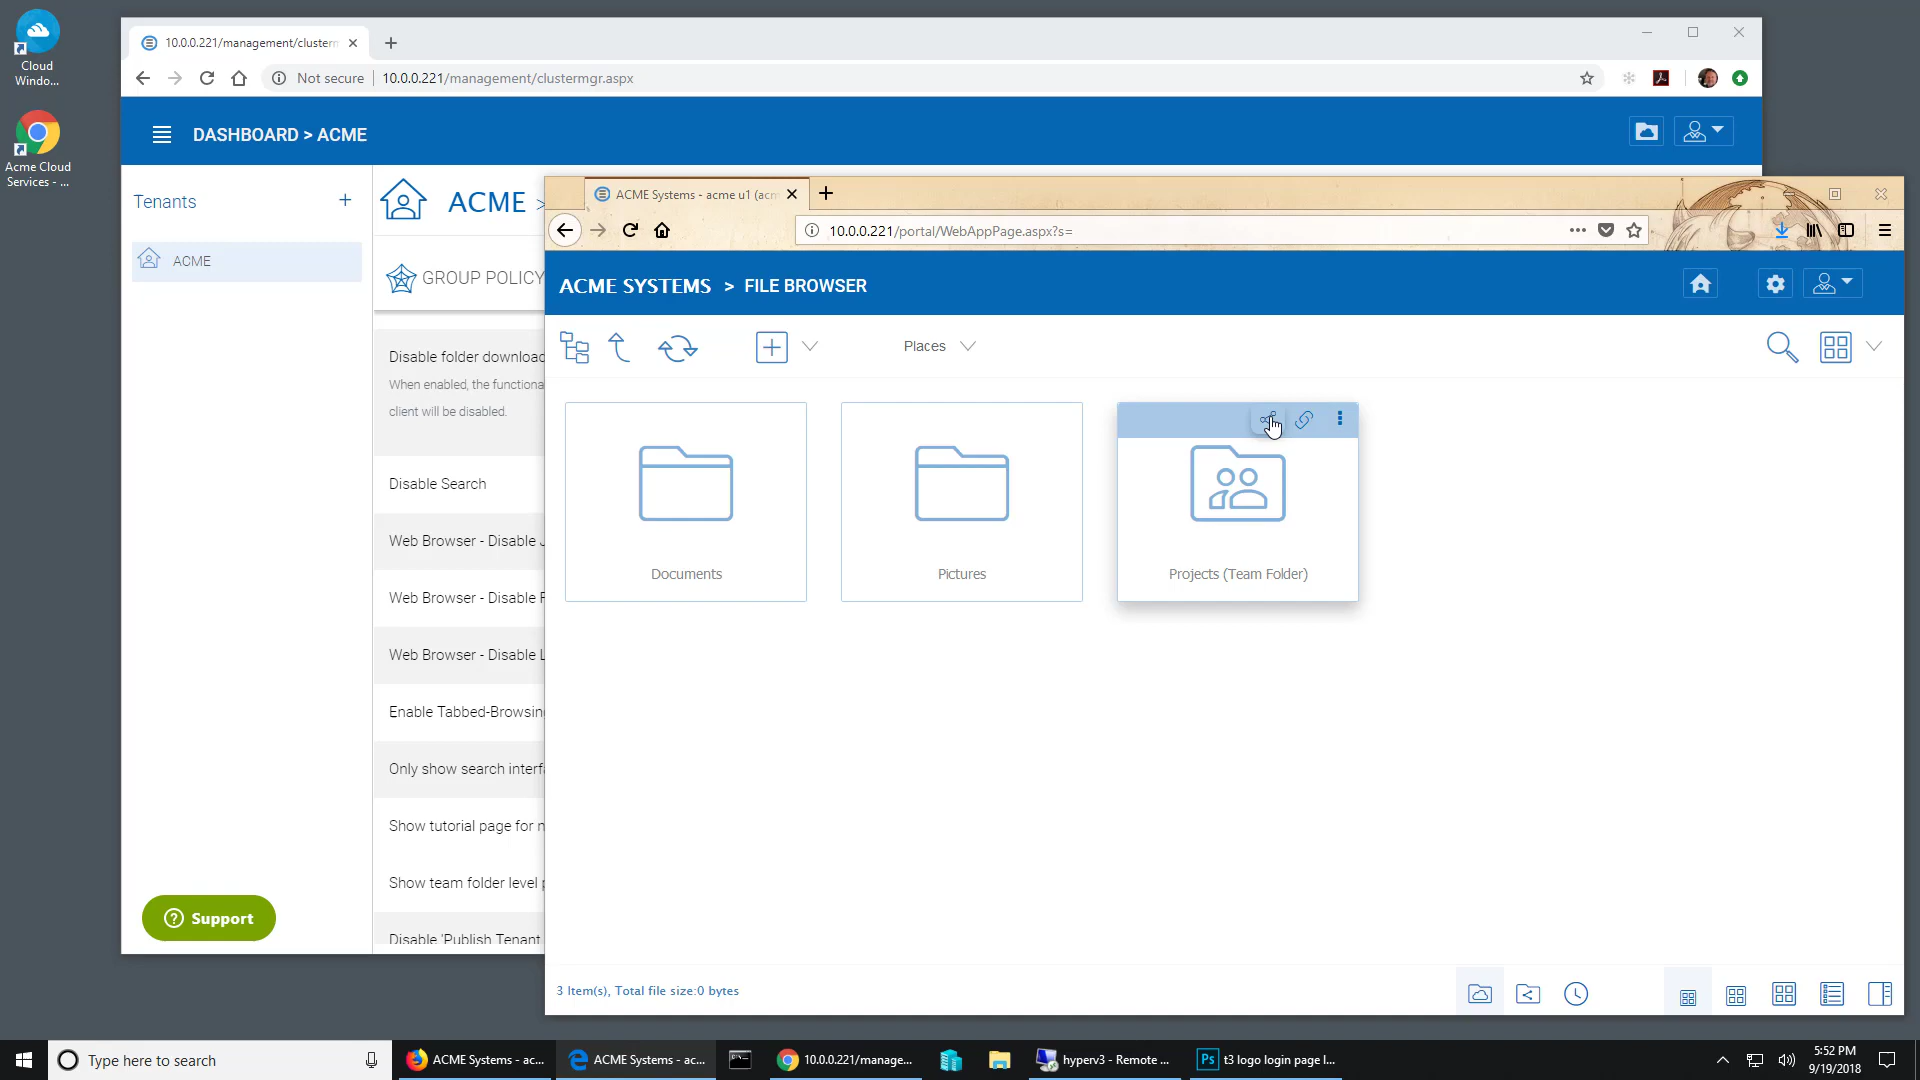 Cloud
Windo...
Acme Cloud
Services - ...
10.0.0.221/management/clusterm
Not secure
10.0.0.221/management/clustermgr.aspx
DASHBOARD > ACME
Tenants
+
ACME
ACME >
GROUP POLICY
Disable folder download
When enabled, the functiona
client will be disabled.
Disable Search
Web Browser - Disable
Web Browser - Disable
Web Browser - Disable
Enable Tabbed-Browsin
Only show search interf
Show tutorial page for n
Show team folder level p
Disable 'Publish Tenant
Support
ACME Systems - acme u1 (acm
10.0.0.221/portal/WebAppPage.aspx?s=
ACME SYSTEMS > FILE BROWSER
Places
Documents
Pictures
Projects (Team Folder)
3 Item(s), Total file size:0 bytes
Type here to search
ACME Systems - ac...
ACME Systems - ac...
10.0.0.221/manage...
hyperv3 - Remote ...
Ps
t3 logo login page l...
5:52 PM
9/19/2018